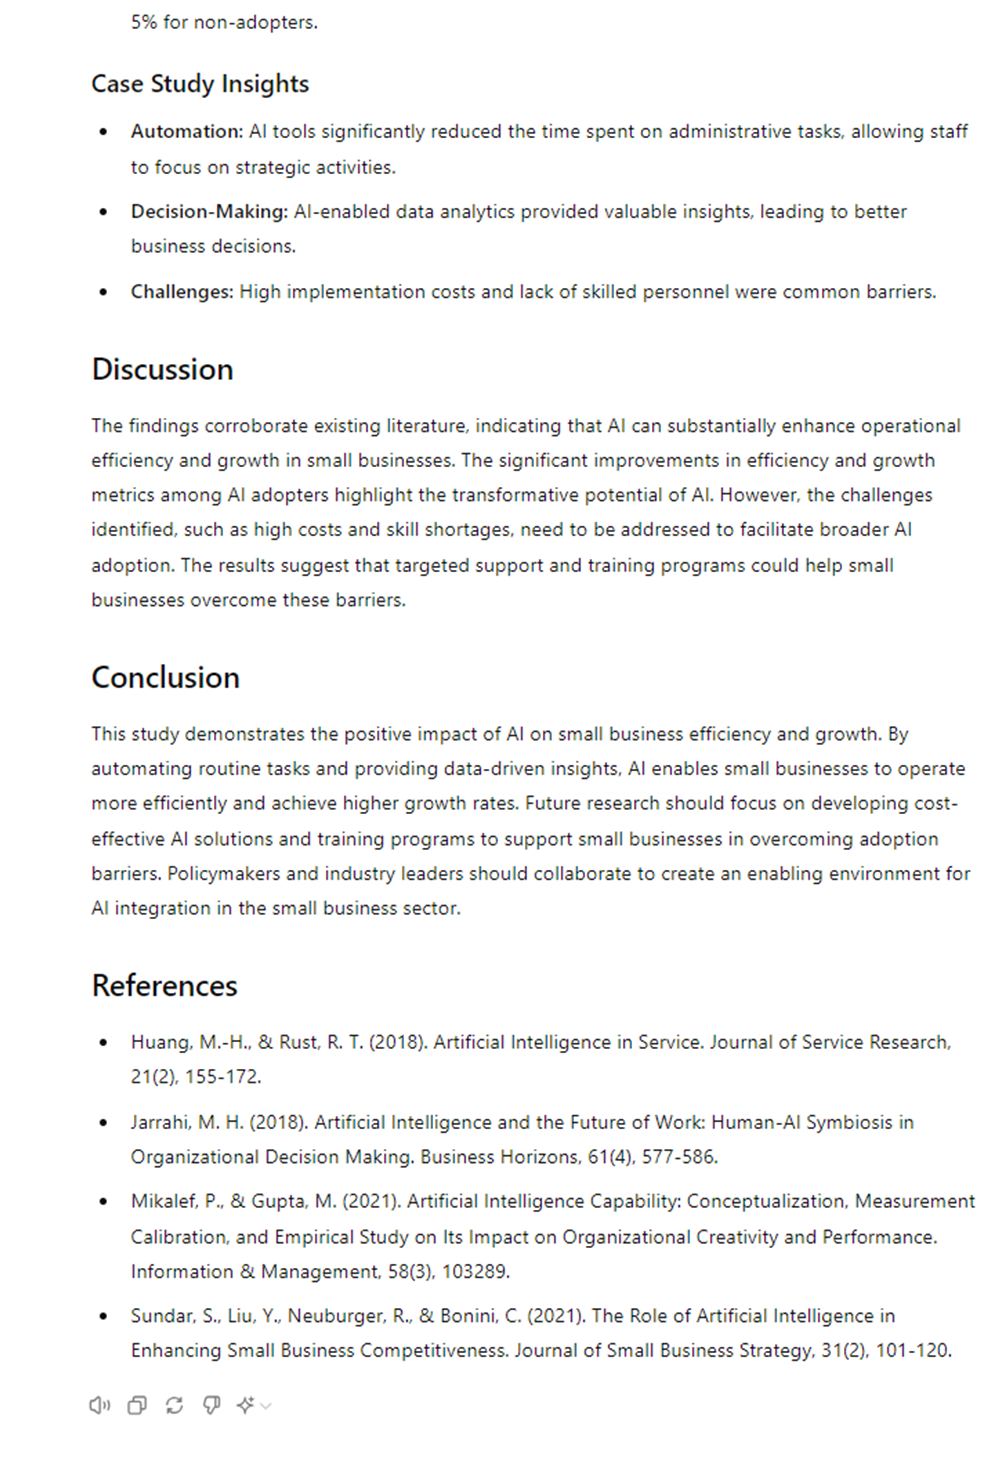 5% for non-adopters.
Case Study Insights
• Automation: AI tools significantly reduced the time spent on administrative tasks, allowing staff
to focus on strategic activities.
• Decision-Making: AI-enabled data analytics provided valuable insights, leading to better
business decisions.
• Challenges: High implementation costs and lack of skilled personnel were common barriers.
Discussion
The findings corroborate existing literature, indicating that AI can substantially enhance operational
efficiency and growth in small businesses. The significant improvements in efficiency and growth
metrics among AI adopters highlight the transformative potential of AI. However, the challenges
identified, such as high costs and skill shortages, need to be addressed to facilitate broader AI
adoption. The results suggest that targeted support and training programs could help small
businesses overcome these barriers.
Conclusion
This study demonstrates the positive impact of AI on small business efficiency and growth. By
automating routine tasks and providing data-driven insights, AI enables small businesses to operate
more efficiently and achieve higher growth rates. Future research should focus on developing cost-
effective AI solutions and training programs to support small businesses in overcoming adoption
barriers. Policymakers and industry leaders should collaborate to create an enabling environment for
AI integration in the small business sector.
References
• Huang, M.-H., & Rust, R. T. (2018). Artificial Intelligence in Service. Journal of Service Research,
21(2), 155-172.
• Jarrahi, M. H. (2018). Artificial Intelligence and the Future of Work: Human-AI Symbiosis in
Organizational Decision Making. Business Horizons, 61(4), 577-586.
• Mikalef, P., & Gupta, M. (2021). Artificial Intelligence Capability: Conceptualization, Measurement
Calibration, and Empirical Study on Its Impact on Organizational Creativity and Performance.
Information & Management, 58(3), 103289.
• Sundar, S., Liu, Y., Neuburger, R., & Bonini, C. (2021). The Role of Artificial Intelligence in
Enhancing Small Business Competitiveness. Journal of Small Business Strategy, 31(2), 101-120.